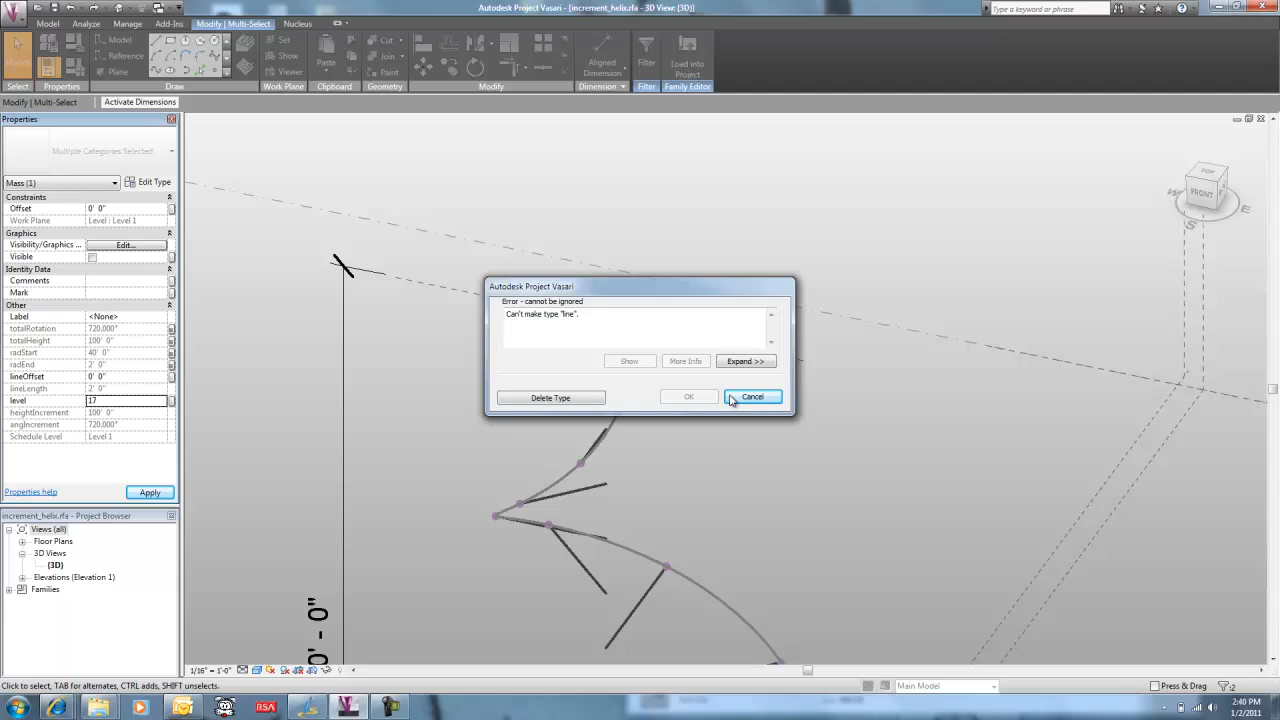 Autodesk Project Vasari - [increment_helix.rfa - 3D View: {3D}]
Type a keyword or phrase
Model Analyze Manage Add-Ins Modify | Multi-Select Nucleus
Modify
Model
Reference
Plane
Set
Show
Viewer
Paste
Cut
Join
Paint
Aligned
Dimension
Filter
Load into
Project
Select Properties Draw Work Plane Clipboard Geometry Modify Dimension Filter Family Editor
Modify | Multi-Select Activate Dimensions
Properties
Multiple Categories Selected
Mass (1) Edit Type
Constraints
Offset 0' 0"
Work Plane Level : Level 1
Graphics
Visibility/Graphics ... Edit...
Visible
Identity Data
Comments
Mark
Other
Label <None>
totalRotation 720.000°
totalHeight 100' 0"
radStart 40' 0"
radEnd 2' 0"
lineOffset 0' 0"
lineLength 2' 0"
level 17
heightIncrement 100' 0"
angIncrement 720.000°
Schedule Level Level 1
Properties help Apply
increment_helix.rfa - Project Browser
Views (all)
Floor Plans
3D Views
{3D}
Elevations (Elevation 1)
Families
TOP
FRONT
W
S
E
Autodesk Project Vasari
Error - cannot be ignored
Can't make type "line".
Show More Info Expand >>
Delete Type OK Cancel
0' - 0"
1/16" = 1'-0"
Click to select, TAB for alternates, CTRL adds, SHIFT unselects.
Main Model
Press & Drag
:2
RSA
2:40 PM
1/2/2011